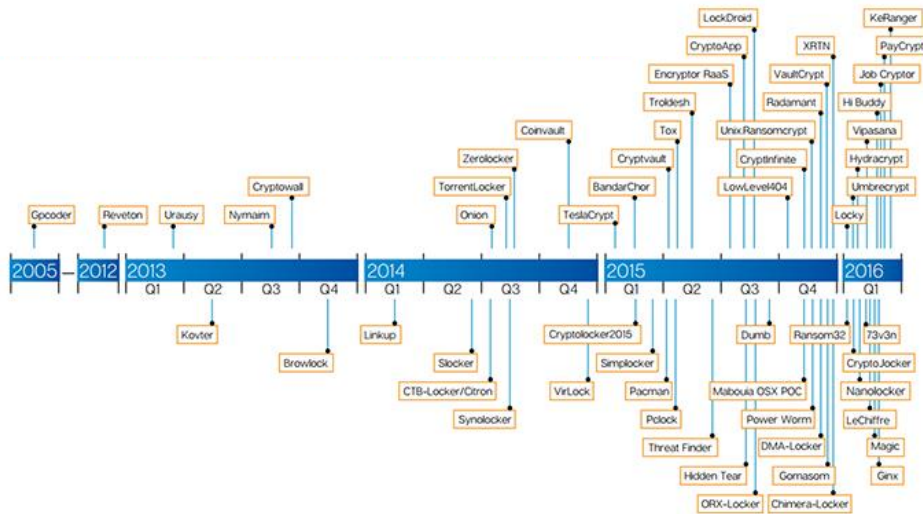 KeRanger
LockDroid
CryptoApp
XRTN
PayCrypt
Encryptor RaaS
VaultCrypt
Job Cryptor
Troldesh
Radamant
Hi Buddy
Coinvault
Tox
Unix.Ransomcrypt
Vipasana
Zerolocker
Cryptvault
CryptInfinite
Hydracrypt
Cryptowall
TorrentLocker
BandarChor
LowLevel404
Umbrecrypt
Gpcoder
Reveton
Urausy
Nymaim
Onion
TeslaCrypt
Locky
2005
2012
2013
2014
2015
2016
Q1
Q2
Q3
Q4
Q1
Q2
Q3
Q4
Q1
Q2
Q3
Q4
Q1
Kovter
Linkup
Cryptolocker2015
Dumb
Ransom32
73v3n
Browlock
Slocker
Simplocker
CryptoJocker
CTB-Locker/Citron
VirLock
Pacman
Mabouia OSX POC
Nanolocker
Synolocker
Pclock
Power Worm
LeChiffre
Threat Finder
DMA-Locker
Magic
Hidden Tear
Gomasom
Ginx
ORX-Locker
Chimera-Locker